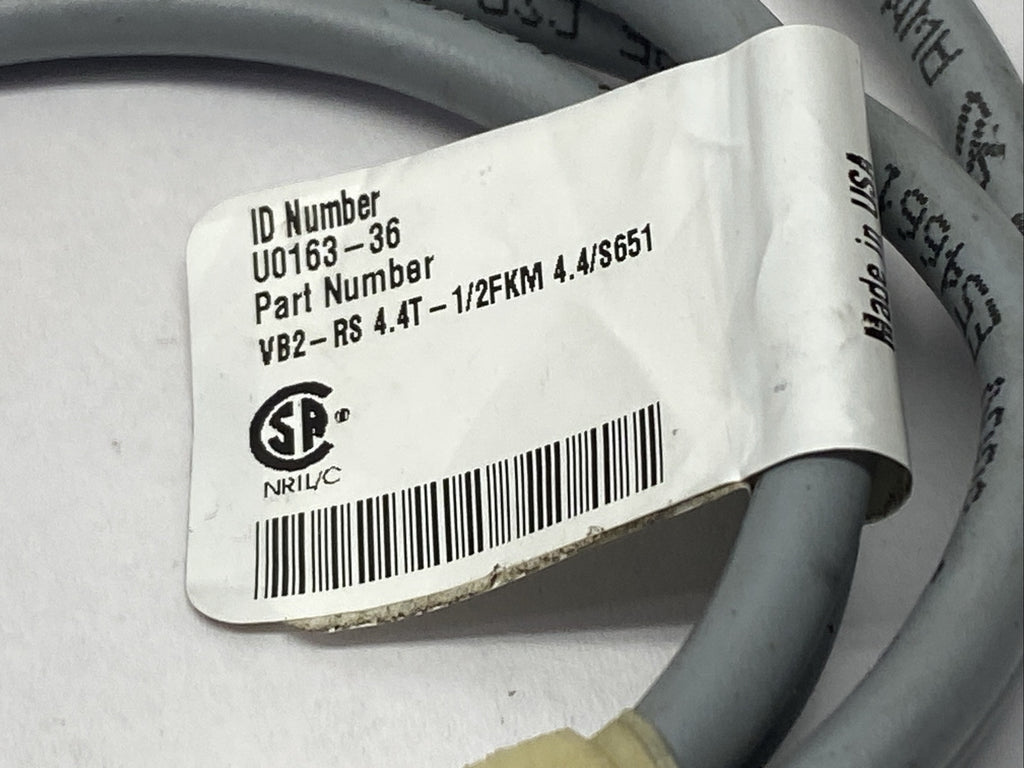 ID Number
U0163-36
Part Number
VB2-RS 4.4T-1/2FKM 4.4/S651
CSA ®
NRTL/C
Made in USA